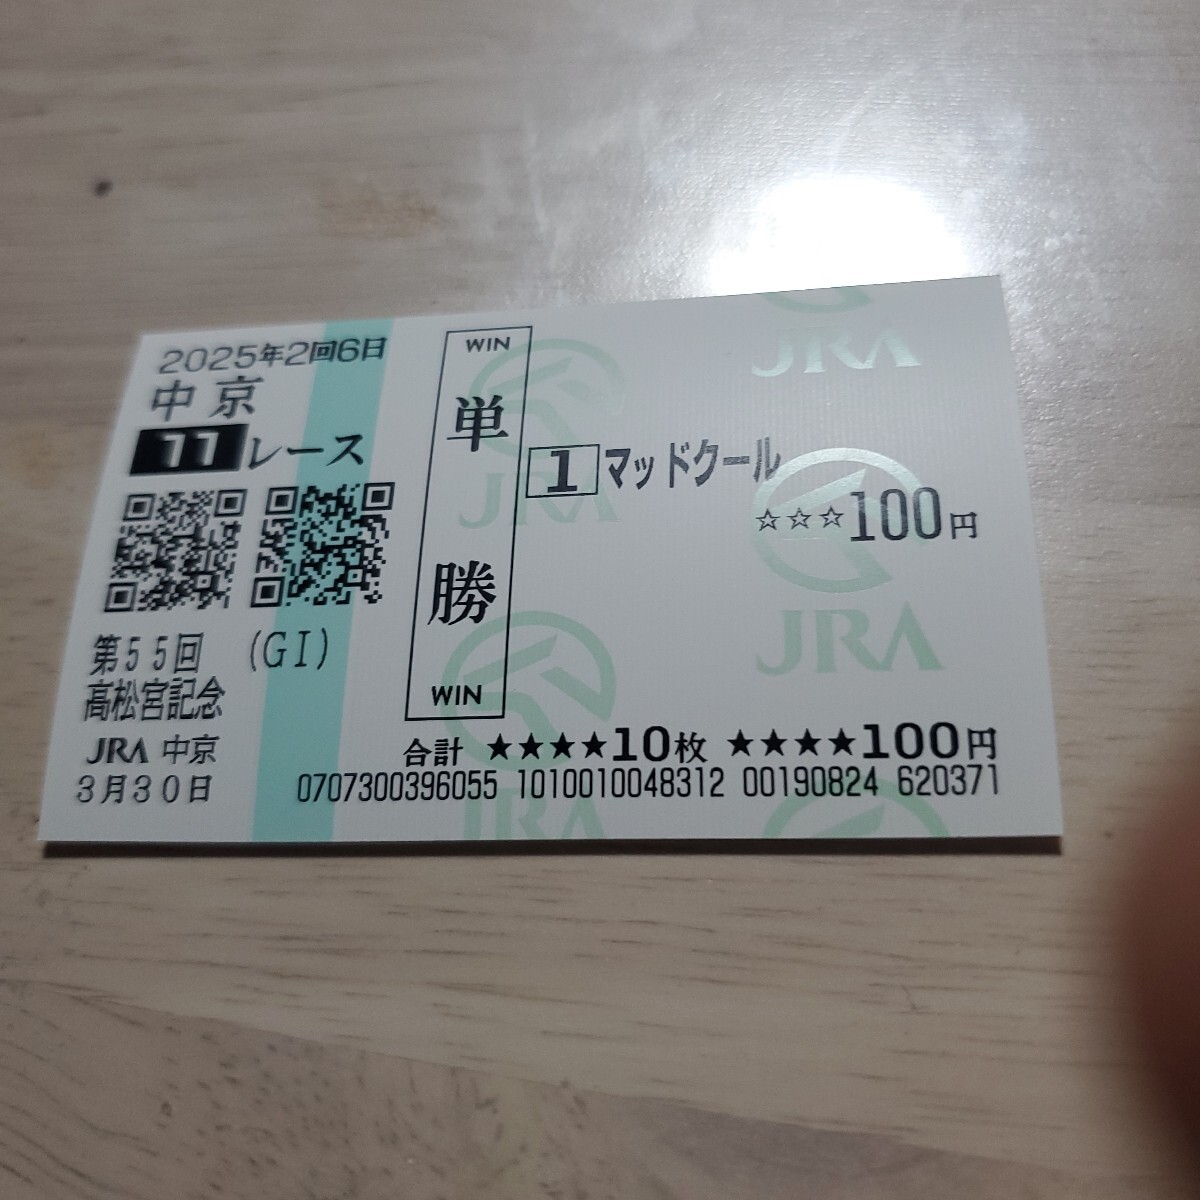 2025年2回6日
中京
11レース
第55回 (GI)
高松宮記念
JRA 中京
3月30日
WIN
単勝
WIN
1 マッドクール
☆☆☆100円
合計 ★★★★10枚 ★★★★100円
0707300396055 1010010048312 00190824 620371
JRA
JRA
JRA
JRA